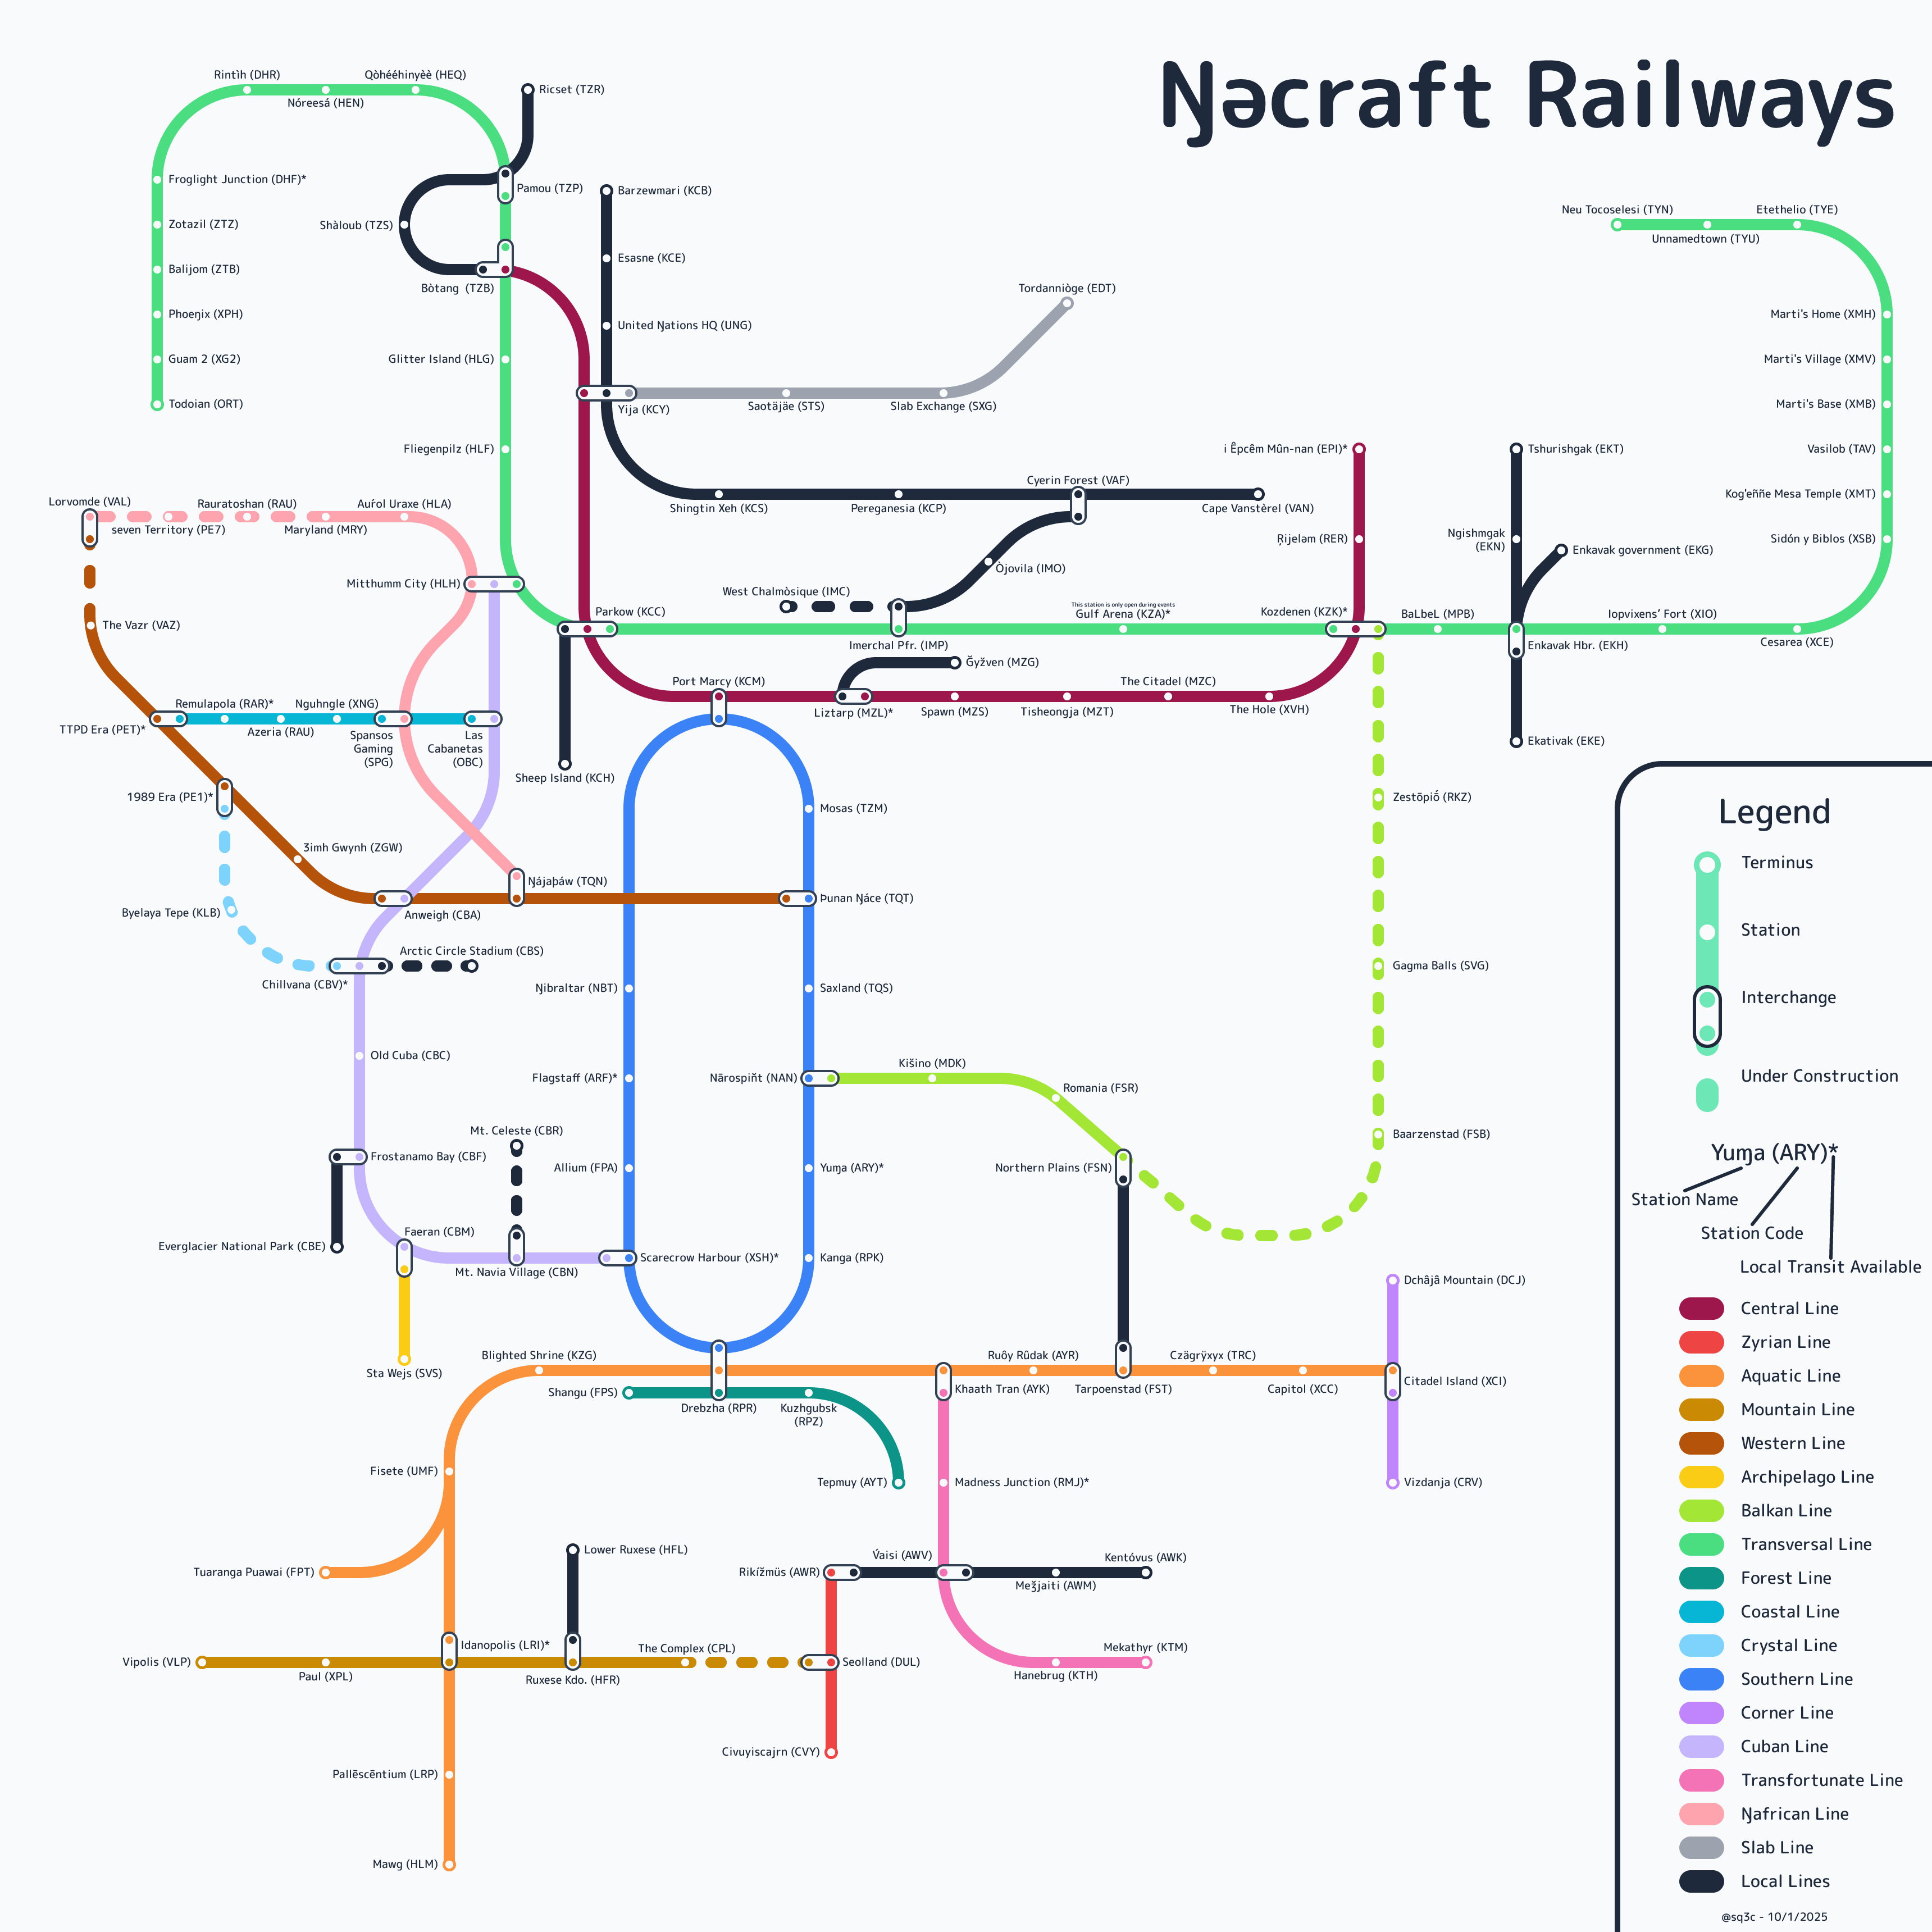 Ŋəcraft Railways
Rintìh (DHR)
Qòhééhinyèè (HEQ)
Nóreesá (HEN)
Ricset (TZR)
Froglight Junction (DHF)*
Pamou (TZP)
Barzewmari (KCB)
Zotazil (ZTZ)
Shàloub (TZS)
Neu Tocoselesi (TYN)
Etethelio (TYE)
Unnamedtown (TYU)
Balijom (ZTB)
Bòtang (TZB)
Esasne (KCE)
Tordanniòge (EDT)
Phoeŋix (XPH)
United Ŋations HQ (UNG)
Marti's Home (XMH)
Guam 2 (XG2)
Glitter Island (HLG)
Marti's Village (XMV)
Todoian (ORT)
Yija (KCY)
Saotäjäe (STS)
Slab Exchange (SXG)
Marti's Base (XMB)
Fliegenpilz (HLF)
i Êpcêm Mûn-nan (EPI)*
Tshurishgak (EKT)
Vasilob (TAV)
Lorvomde (VAL)
Rauratoshan (RAU)
Auŕol Uraxe (HLA)
seven Territory (PE7)
Maryland (MRY)
Cyerin Forest (VAF)
Shingtin Xeh (KCS)
Pereganesia (KCP)
Cape Vanstèrel (VAN)
Kog'eññe Mesa Temple (XMT)
Ŗijeləm (RER)
Ngishmgak
(EKN)
Enkavak government (EKG)
Sidón y Biblos (XSB)
Mitthumm City (HLH)
Òjovila (IMO)
West Chalmòsique (IMC)
The Vazr (VAZ)
Parkow (KCC)
Imerchal Pfr. (IMP)
This station is only open during events
Gulf Arena (KZA)*
Kozdenen (KZK)*
BaLbeL (MPB)
Enkavak Hbr. (EKH)
Iopvixens' Fort (XIO)
Cesarea (XCE)
Ğyžven (MZG)
Port Marcy (KCM)
Liztarp (MZL)*
Spawn (MZS)
Tisheongja (MZT)
The Citadel (MZC)
The Hole (XVH)
TTPD Era (PET)*
Remulapola (RAR)*
Azeria (RAU)
Nguhngle (XNG)
Spansos
Gaming
(SPG)
Las
Cabanetas
(OBC)
Ekativak (EKE)
Sheep Island (KCH)
1989 Era (PE1)*
Mosas (TZM)
Zestōpiṓ (RKZ)
Ʒimh Gwynh (ZGW)
Ŋájaþáw (TQN)
Anweigh (CBA)
Þunan Ŋáce (TQT)
Byelaya Tepe (KLB)
Arctic Circle Stadium (CBS)
Chillvana (CBV)*
Ŋibraltar (NBT)
Saxland (TQS)
Gagma Balls (SVG)
Old Cuba (CBC)
Flagstaff (ARF)*
Nārospiňt (NAN)
Kišino (MDK)
Romania (FSR)
Mt. Celeste (CBR)
Baarzenstad (FSB)
Frostanamo Bay (CBF)
Allium (FPA)
Yuɱa (ARY)*
Northern Plains (FSN)
Everglacier National Park (CBE)
Faeran (CBM)
Mt. Navia Village (CBN)
Scarecrow Harbour (XSH)*
Kanga (RPK)
Dchâjâ Mountain (DCJ)
Sta Wejs (SVS)
Blighted Shrine (KZG)
Ruôy Rûdak (AYR)
Czägrÿxyx (TRC)
Shangu (FPS)
Drebzha (RPR)
Kuzhgubsk
(RPZ)
Khaath Tran (AYK)
Tarpoenstad (FST)
Capitol (XCC)
Citadel Island (XCI)
Fisete (UMF)
Tepmuy (AYT)
Madness Junction (RMJ)*
Vizdanja (CRV)
Tuaranga Puawai (FPT)
Lower Ruxese (HFL)
Rikížmüs (AWR)
V́aisi (AWV)
Meǯjaiti (AWM)
Kentóvus (AWK)
Vipolis (VLP)
Paul (XPL)
Idanopolis (LRI)*
Ruxese Kdo. (HFR)
The Complex (CPL)
Seolland (DUL)
Hanebrug (KTH)
Mekathyr (KTM)
Civuyiscajrn (CVY)
Pallēscēntium (LRP)
Mawg (HLM)
Legend
Terminus
Station
Interchange
Under Construction
Yuɱa (ARY)*
Station Name
Station Code
Local Transit Available
Central Line
Zyrian Line
Aquatic Line
Mountain Line
Western Line
Archipelago Line
Balkan Line
Transversal Line
Forest Line
Coastal Line
Crystal Line
Southern Line
Corner Line
Cuban Line
Transfortunate Line
Ŋafrican Line
Slab Line
Local Lines
@sq3c - 10/1/2025